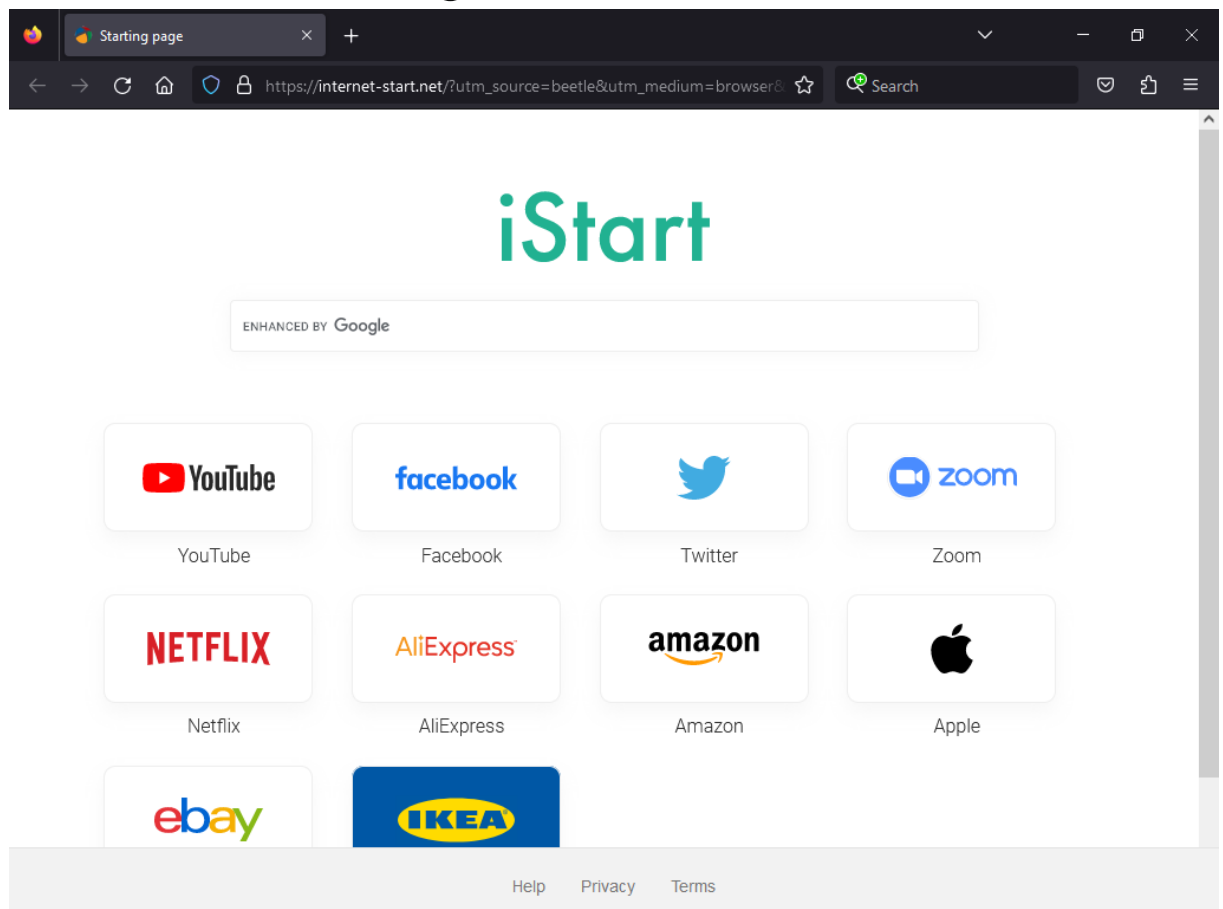 Starting page
https://internet-start.net/?utm_source=beetle&utm_medium=browser&
Search
iStart
ENHANCED BY Google
YouTube facebook zoom
YouTube Facebook Twitter Zoom
NETFLIX AliExpress amazon
Netflix AliExpress Amazon Apple
ebay IKEA
Help Privacy Terms